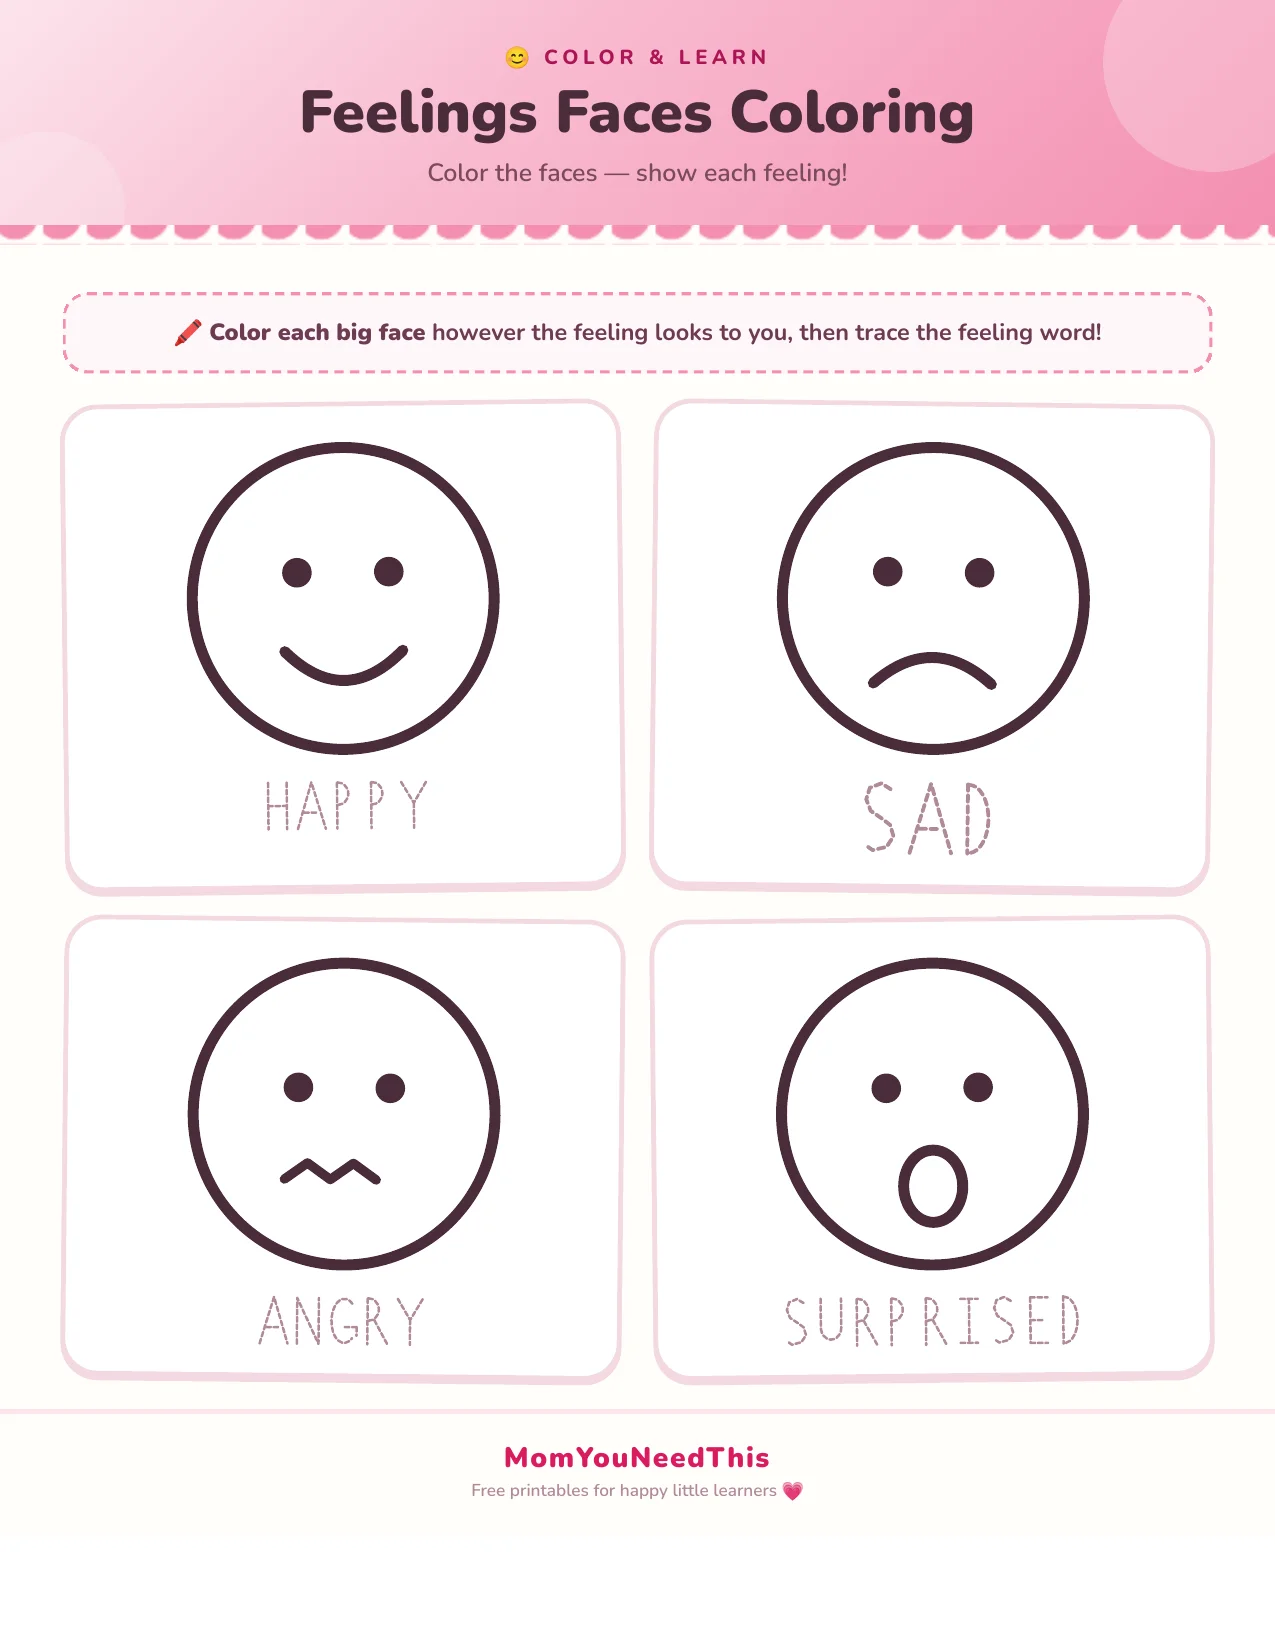 😊 COLOR & LEARN
Feelings Faces Coloring
Color the faces — show each feeling!
🖍️ Color each big face however the feeling looks to you, then trace the feeling word!
HAPPY
SAD
ANGRY
SURPRISED
MomYouNeedThis
Free printables for happy little learners 💗